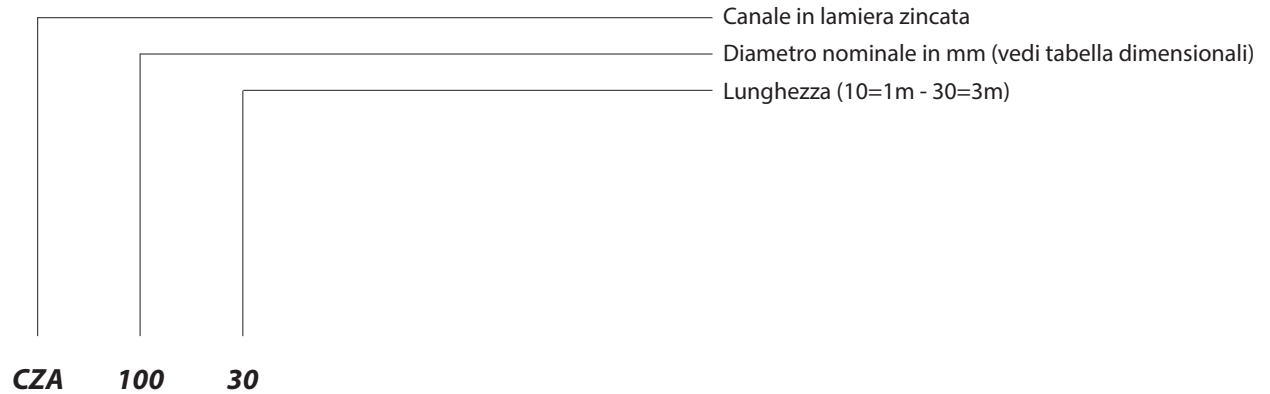 Canale in lamiera zincata
Diametro nominale in mm (vedi tabella dimensionali)
Lunghezza (10=1m - 30=3m)
CZA 100 30